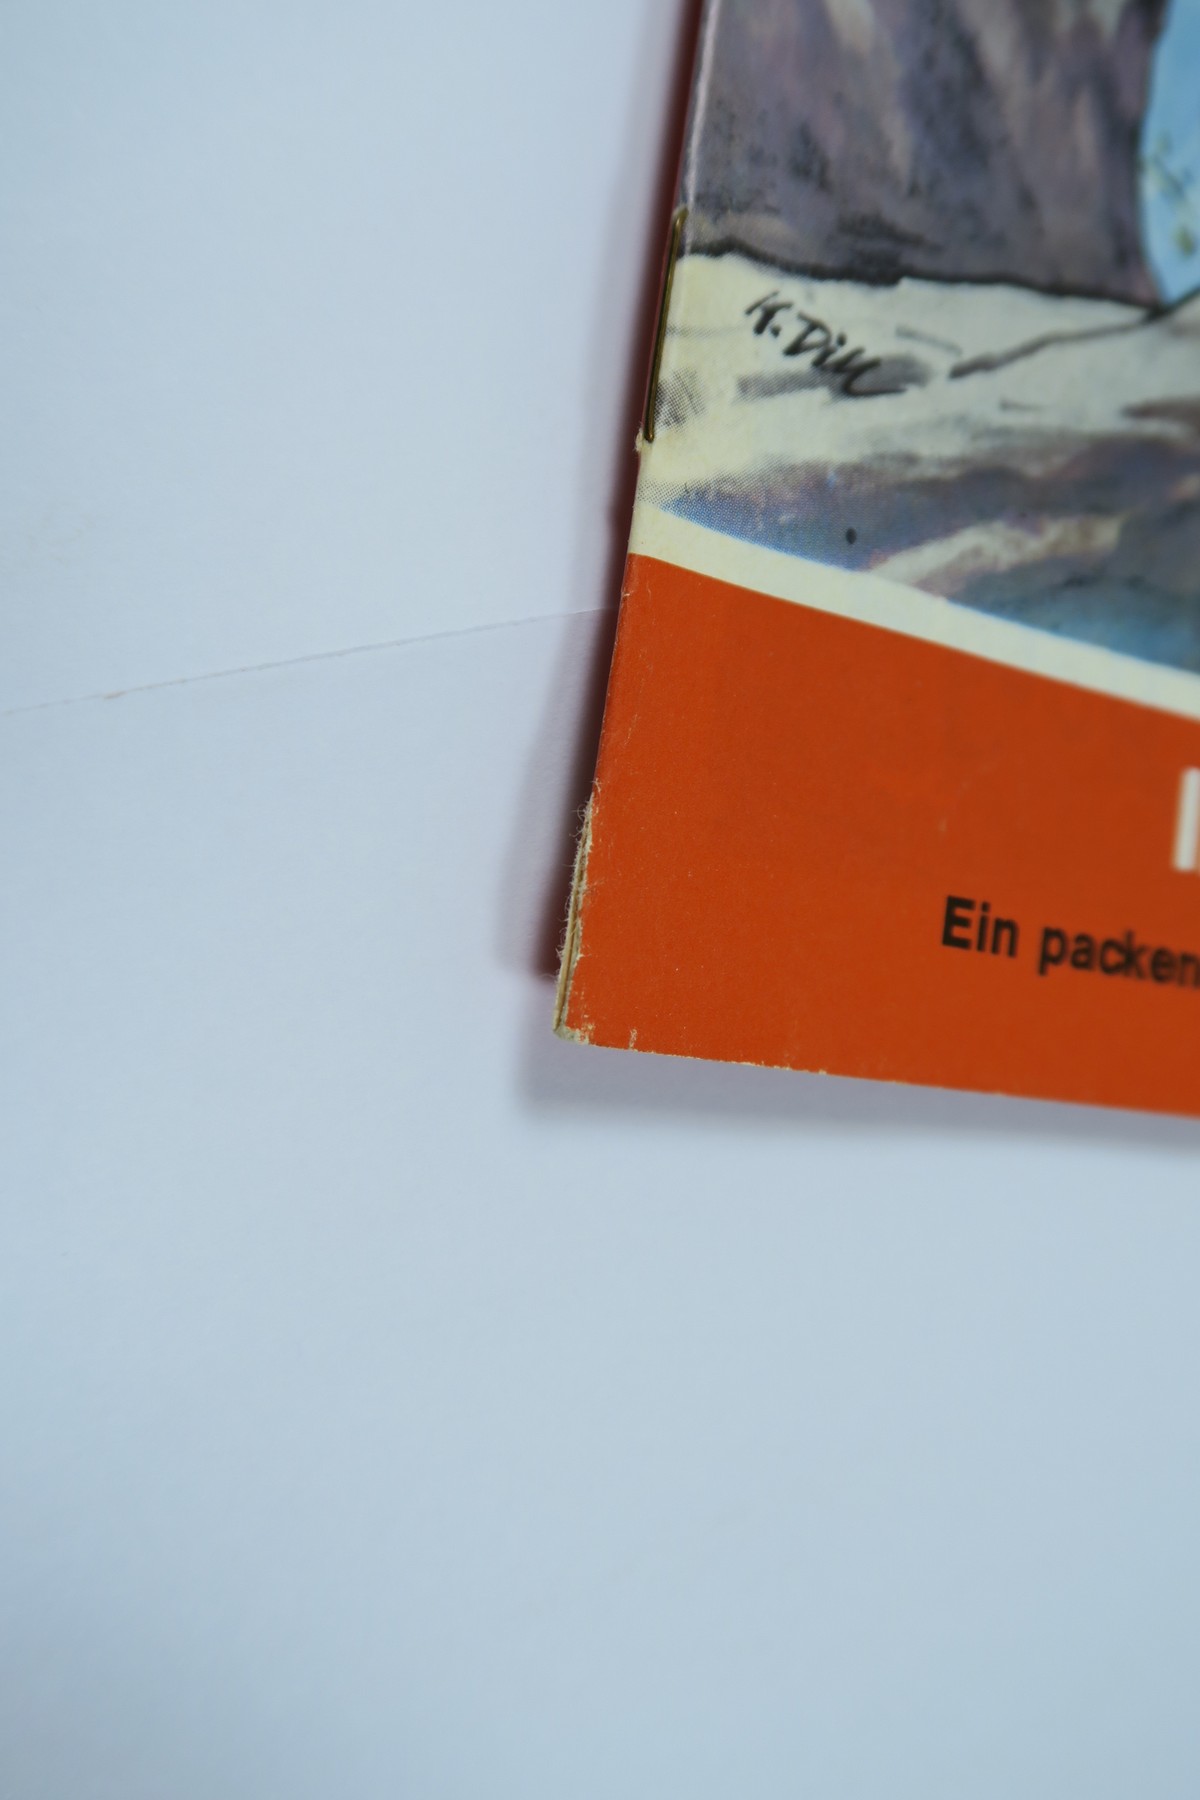 K. Dill
Ein packen